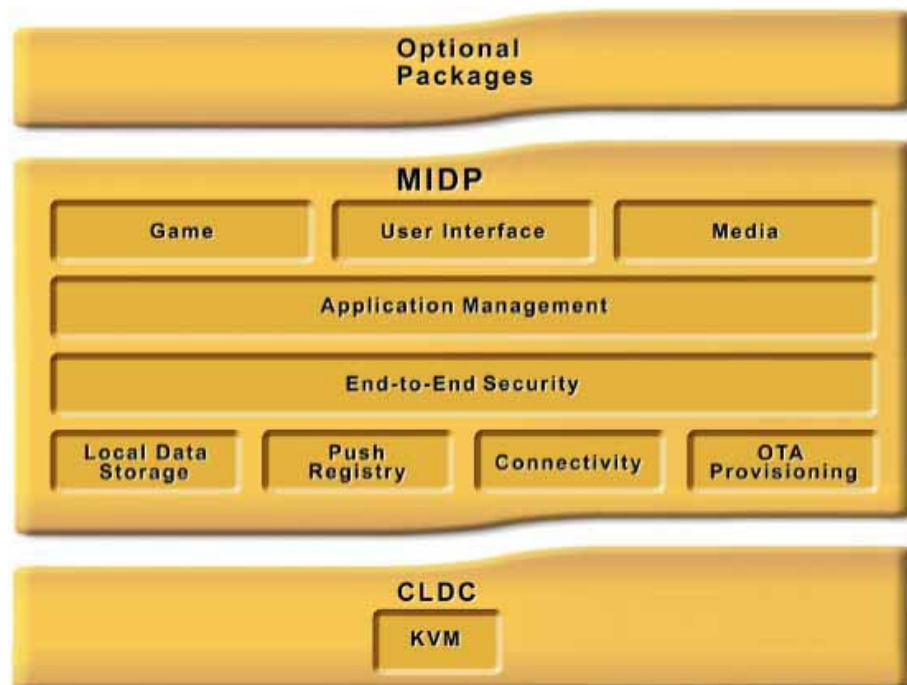 Optional
Packages
MIDP
Game
User Interface
Media
Application Management
End-to-End Security
Local Data
Storage
Push
Registry
Connectivity
OTA
Provisioning
CLDC
KVM